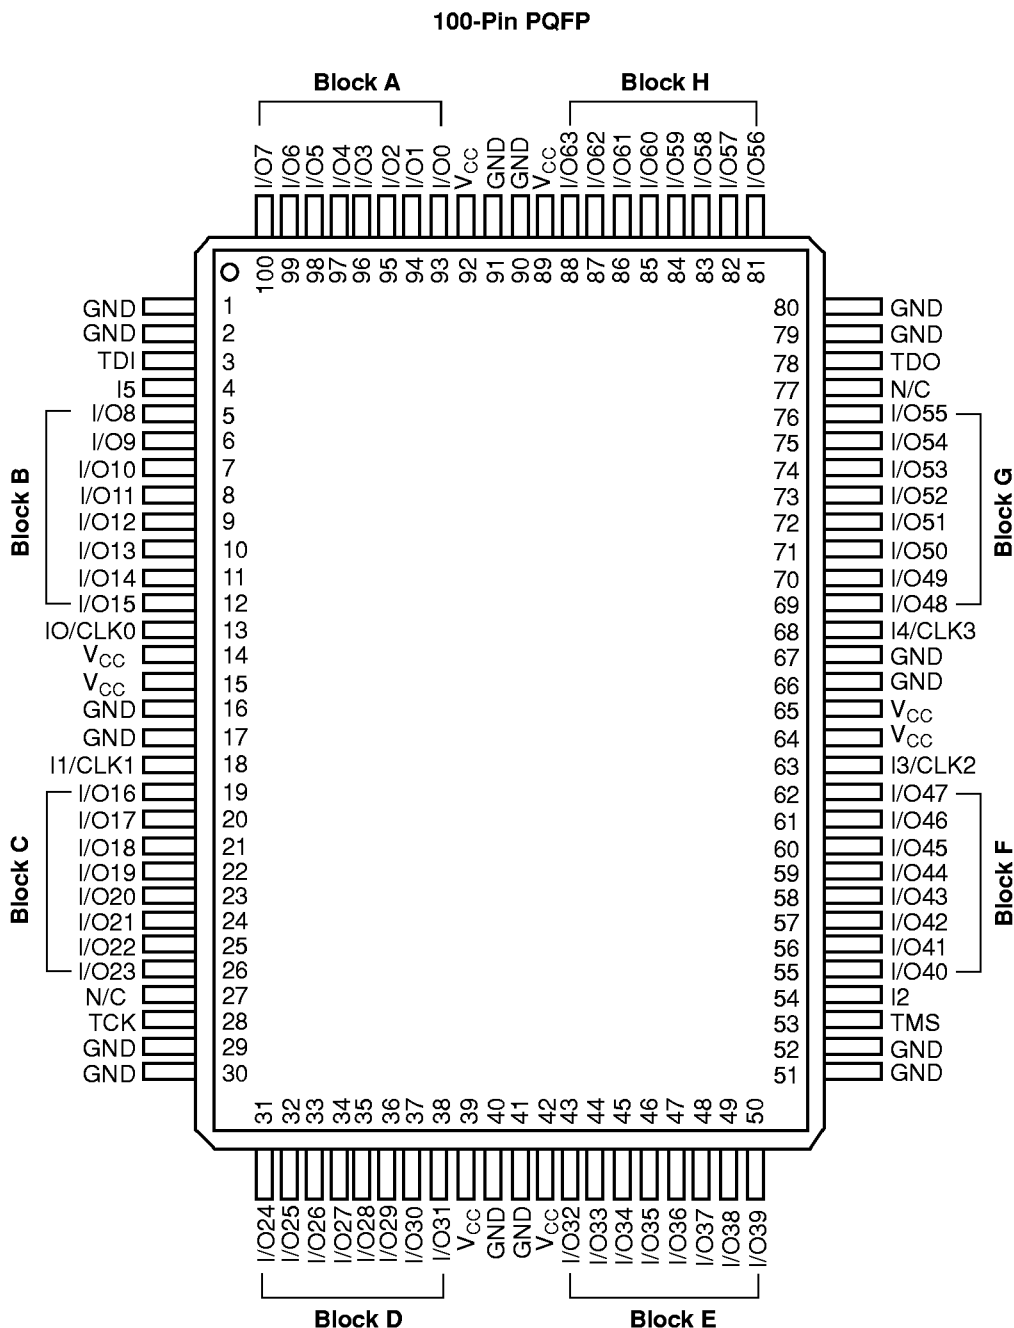 100-Pin PQFP
Block A
Block H
I/O7 I/O6 I/O5 I/O4 I/O3 I/O2 I/O1 I/O0 VCC GND GND VCC I/O63 I/O62 I/O61 I/O60 I/O59 I/O58 I/O57 I/O56
100 99 98 97 96 95 94 93 92 91 90 89 88 87 86 85 84 83 82 81
GND 1 80 GND
GND 2 79 GND
TDI 3 78 TDO
I5 4 77 N/C
I/O8 5 76 I/O55
I/O9 6 75 I/O54
I/O10 7 74 I/O53
I/O11 8 73 I/O52
I/O12 9 72 I/O51
I/O13 10 71 I/O50
I/O14 11 70 I/O49
I/O15 12 69 I/O48
Block B
Block G
IO/CLK0 13 68 I4/CLK3
VCC 14 67 GND
VCC 15 66 GND
GND 16 65 VCC
GND 17 64 VCC
I1/CLK1 18 63 I3/CLK2
I/O16 19 62 I/O47
I/O17 20 61 I/O46
I/O18 21 60 I/O45
I/O19 22 59 I/O44
I/O20 23 58 I/O43
I/O21 24 57 I/O42
I/O22 25 56 I/O41
I/O23 26 55 I/O40
Block C
Block F
N/C 27 54 I2
TCK 28 53 TMS
GND 29 52 GND
GND 30 51 GND
31 32 33 34 35 36 37 38 39 40 41 42 43 44 45 46 47 48 49 50
I/O24 I/O25 I/O26 I/O27 I/O28 I/O29 I/O30 I/O31 VCC GND GND VCC I/O32 I/O33 I/O34 I/O35 I/O36 I/O37 I/O38 I/O39
Block D
Block E